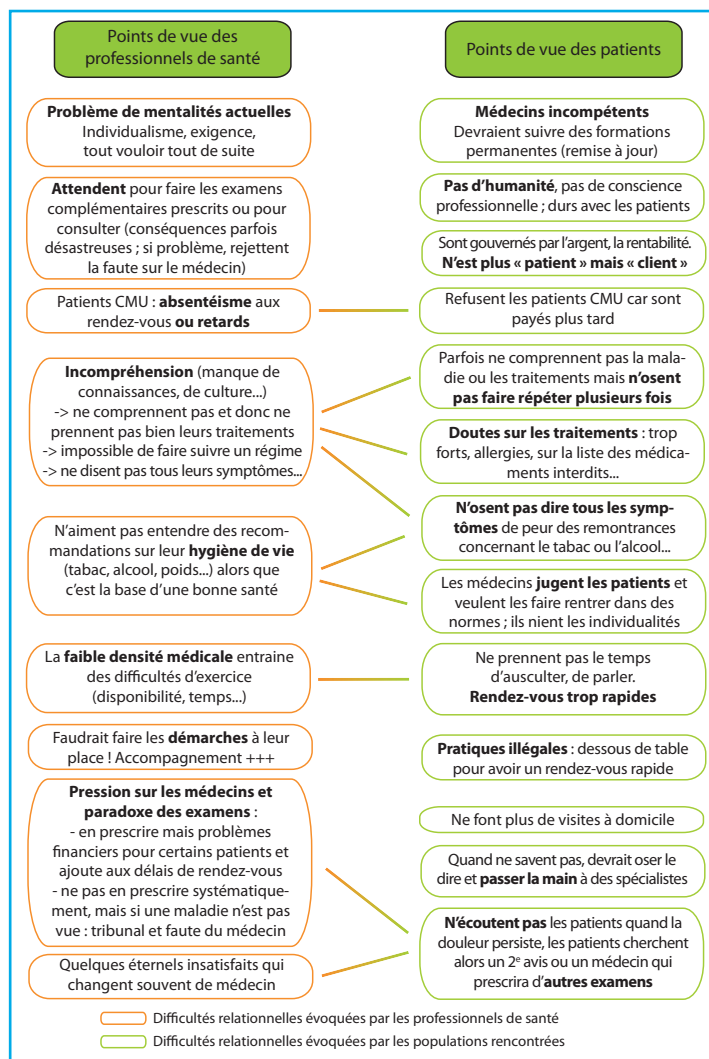 Points de vue des
professionnels de santé
Problème de mentalités actuelles
Individualisme, exigence,
tout vouloir tout de suite
Attendent pour faire les examens
complémentaires prescrits ou pour
consulter (conséquences parfois
désastreuses ; si problème, rejettent
la faute sur le médecin)
Patients CMU : absentéisme aux
rendez-vous ou retards
Incompréhension (manque de
connaissances, de culture...)
-> ne comprennent pas et donc ne
prennent pas bien leurs traitements
-> impossible de faire suivre un régime
-> ne disent pas tous leurs symptômes...
N'aiment pas entendre des recom-
mandations sur leur hygiène de vie
(tabac, alcool, poids...) alors que
c'est la base d'une bonne santé
La faible densité médicale entraine
des difficultés d'exercice
(disponibilité, temps...)
Faudrait faire les démarches à leur
place ! Accompagnement +++
Pression sur les médecins et
paradoxe des examens :
- en prescrire mais problèmes
financiers pour certains patients et
ajoute aux délais de rendez-vous
- ne pas en prescrire systématique-
ment, mais si une maladie n'est pas
vue : tribunal et faute du médecin
Quelques éternels insatisfaits qui
changent souvent de médecin
Points de vue des patients
Médecins incompétents
Devraient suivre des formations
permanentes (remise à jour)
Pas d'humanité, pas de conscience
professionnelle ; durs avec les patients
Sont gouvernés par l'argent, la rentabilité.
N'est plus « patient » mais « client »
Refusent les patients CMU car sont
payés plus tard
Parfois ne comprennent pas la mala-
die ou les traitements mais n'osent
pas faire répéter plusieurs fois
Doutes sur les traitements : trop
forts, allergies, sur la liste des médica-
ments interdits...
N'osent pas dire tous les symp-
tômes de peur des remontrances
concernant le tabac ou l'alcool...
Les médecins jugent les patients et
veulent les faire rentrer dans des
normes ; ils nient les individualités
Ne prennent pas le temps
d'ausculter, de parler.
Rendez-vous trop rapides
Pratiques illégales : dessous de table
pour avoir un rendez-vous rapide
Ne font plus de visites à domicile
Quand ne savent pas, devrait oser le
dire et passer la main à des spécialistes
N'écoutent pas les patients quand la
douleur persiste, les patients cherchent
alors un 2e avis ou un médecin qui
prescrira d'autres examens
Difficultés relationnelles évoquées par les professionnels de santé
Difficultés relationnelles évoquées par les populations rencontrées